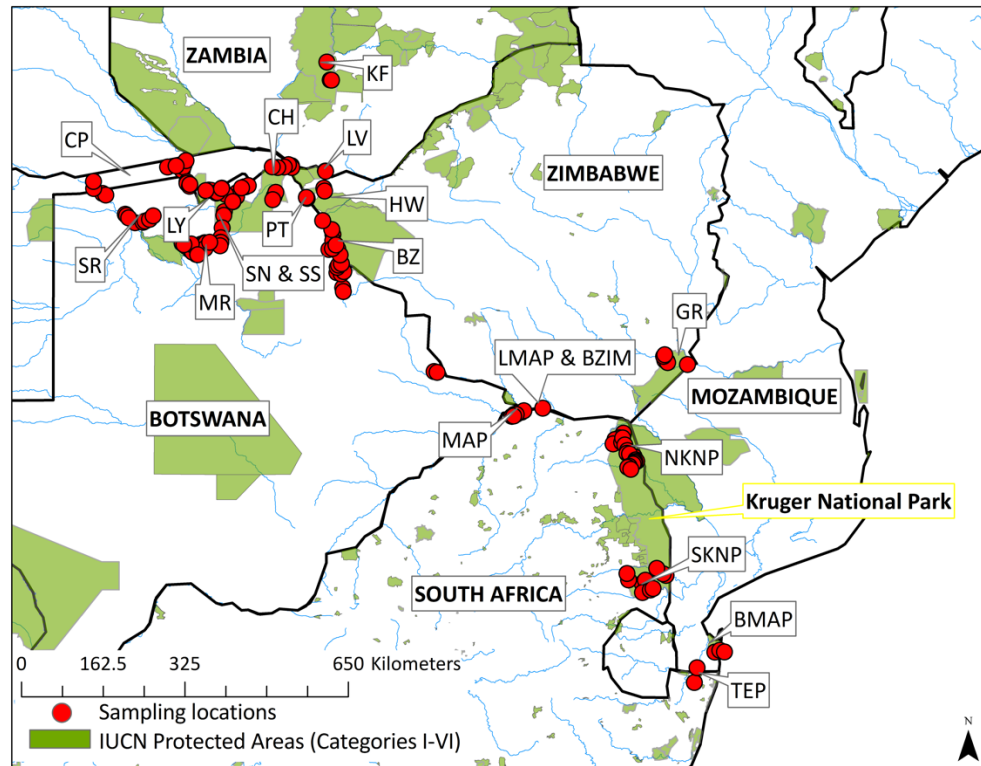 ZAMBIA
KF
CH
LV
CP
ZIMBABWE
HW
LY
PT
BZ
SR
SN & SS
MR
GR
LMAP & BZIM
MOZAMBIQUE
BOTSWANA
MAP
NKNP
Kruger National Park
SKNP
SOUTH AFRICA
BMAP
TEP
0 162.5 325 650 Kilometers
Sampling locations
IUCN Protected Areas (Categories I-VI)
N